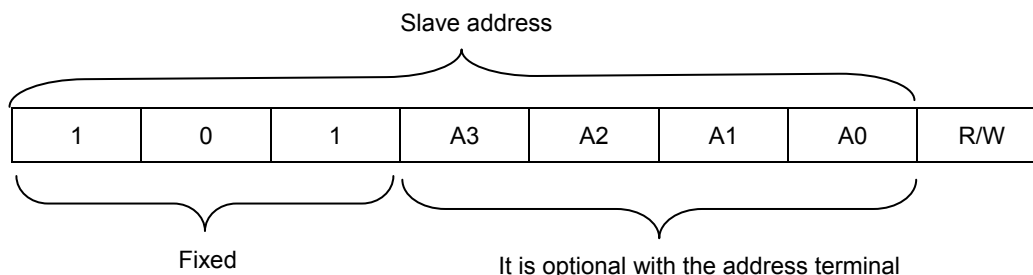 Slave address
1 0 1 A3 A2 A1 A0 R/W
Fixed
It is optional with the address terminal